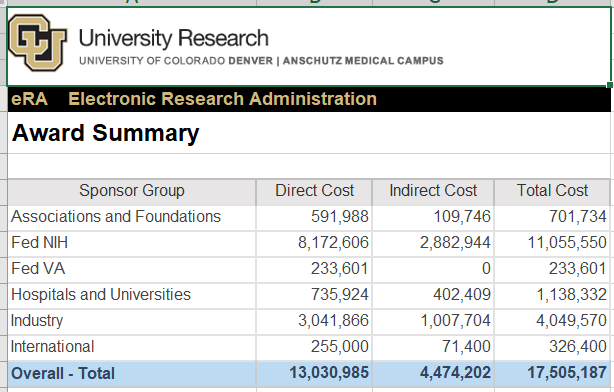 University Research
UNIVERSITY OF COLORADO DENVER | ANSCHUTZ MEDICAL CAMPUS
eRA Electronic Research Administration
Award Summary
Sponsor Group Direct Cost Indirect Cost Total Cost
Associations and Foundations 591,988 109,746 701,734
Fed NIH 8,172,606 2,882,944 11,055,550
Fed VA 233,601 0 233,601
Hospitals and Universities 735,924 402,409 1,138,332
Industry 3,041,866 1,007,704 4,049,570
International 255,000 71,400 326,400
Overall - Total 13,030,985 4,474,202 17,505,187